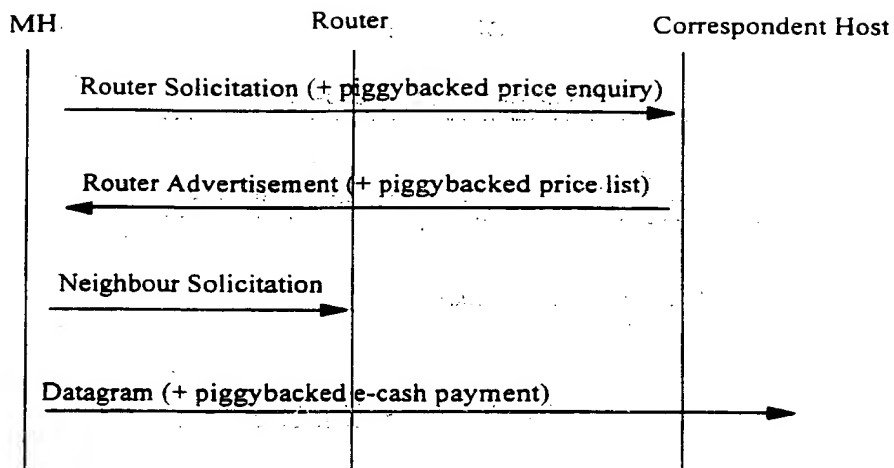 MH Router Correspondent Host
Router Solicitation (+ piggybacked price enquiry)
Router Advertisement (+ piggybacked price list)
Neighbour Solicitation
Datagram (+ piggybacked e-cash payment)